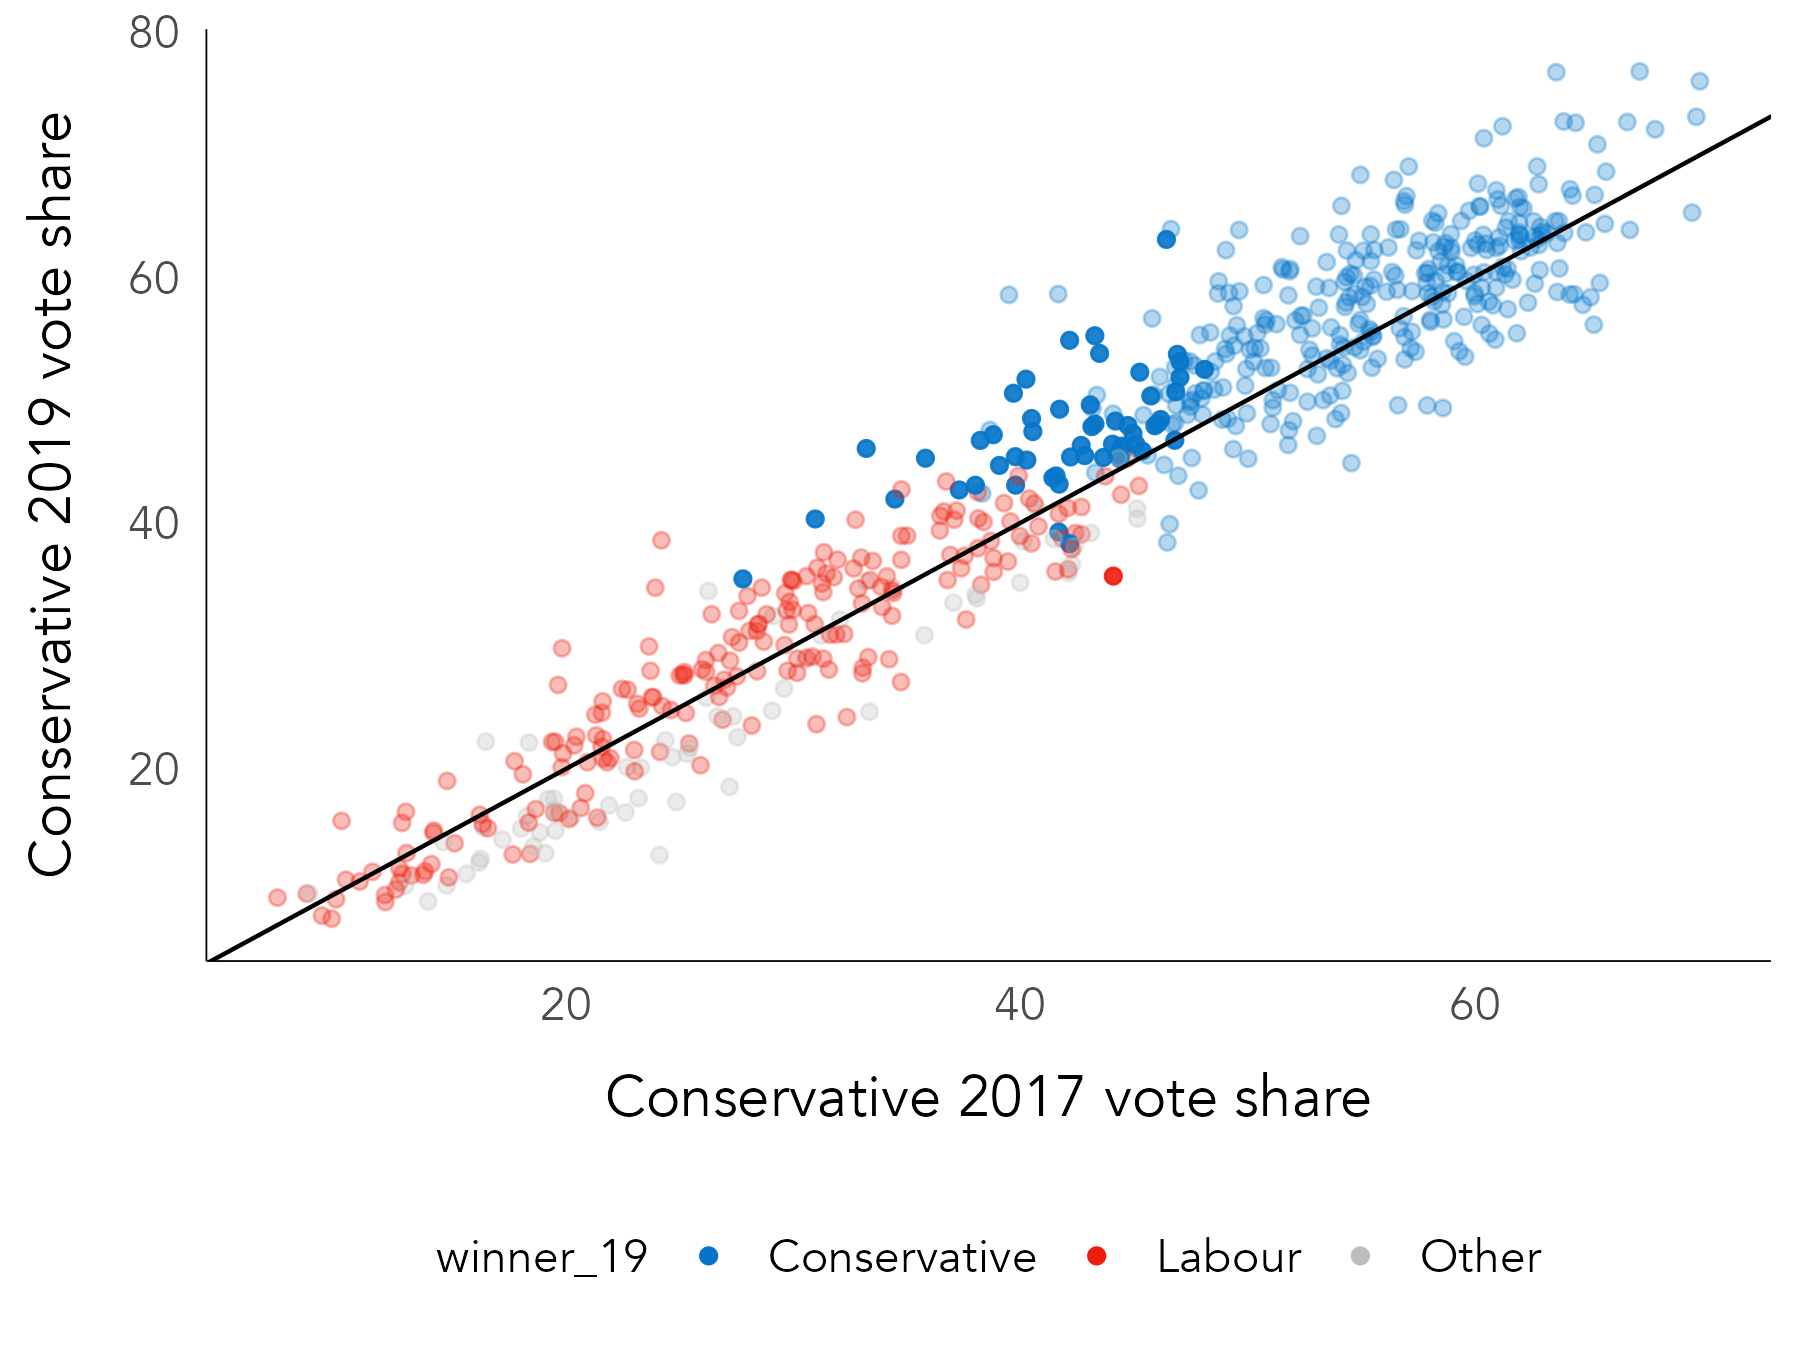 80
60
40
20
Conservative 2019 vote share
20 40 60
Conservative 2017 vote share
winner_19 Conservative Labour Other